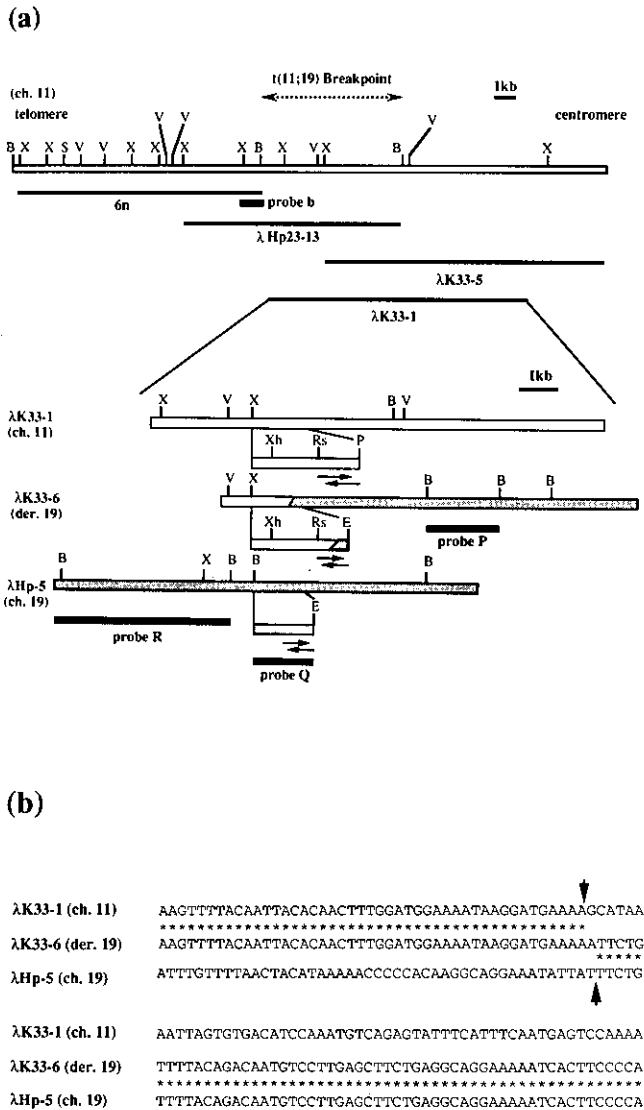 (a)
t(11;19) Breakpoint
1kb
(ch. 11)
telomere
centromere
V V V
B X X S V V X X X X B X V X B X
6n
probe b
λ Hp23-13
λK33-5
λK33-1
1kb
X V X B V
λK33-1
(ch. 11)
Xh Rs P
V X B B B
λK33-6
(der. 19)
Xh Rs E
probe P
B X B B B
λHp-5
(ch. 19)
E
probe R
probe Q
(b)
λK33-1 (ch. 11) AAGTTTTACAATTACACAACTTTGGATGGAAAATAAGGATGAAAAGCATAA
*********************************************
λK33-6 (der. 19) AAGTTTTACAATTACACAACTTTGGATGGAAAATAAGGATGAAAAATTCTG
*****
λHp-5 (ch. 19) ATTTGTTTTAACTACATAAAAACCCCCACAAGGCAGGAAATATTATTTCTG
λK33-1 (ch. 11) AATTAGTGTGACATCCAAATGTCAGAGTATTTCATTTCAATGAGTCCAAAA
λK33-6 (der. 19) TTTTACAGACAATGTCCTTGAGCTTCTGAGGCAGGAAAAATCACTTCCCCA
***************************************************
λHp-5 (ch. 19) TTTTACAGACAATGTCCTTGAGCTTCTGAGGCAGGAAAAATCACTTCCCCA